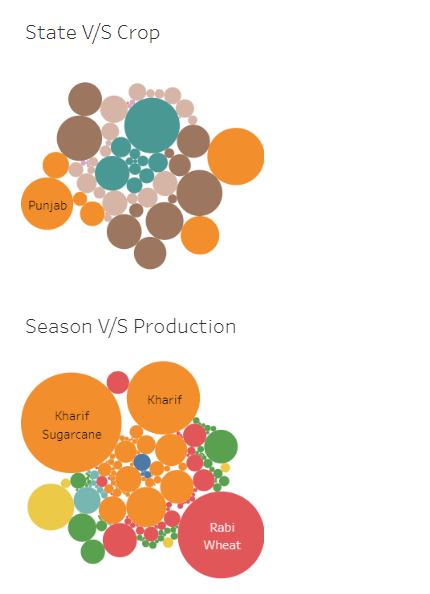 State V/S Crop
Punjab
Season V/S Production
Kharif
Kharif
Sugarcane
Rabi
Wheat